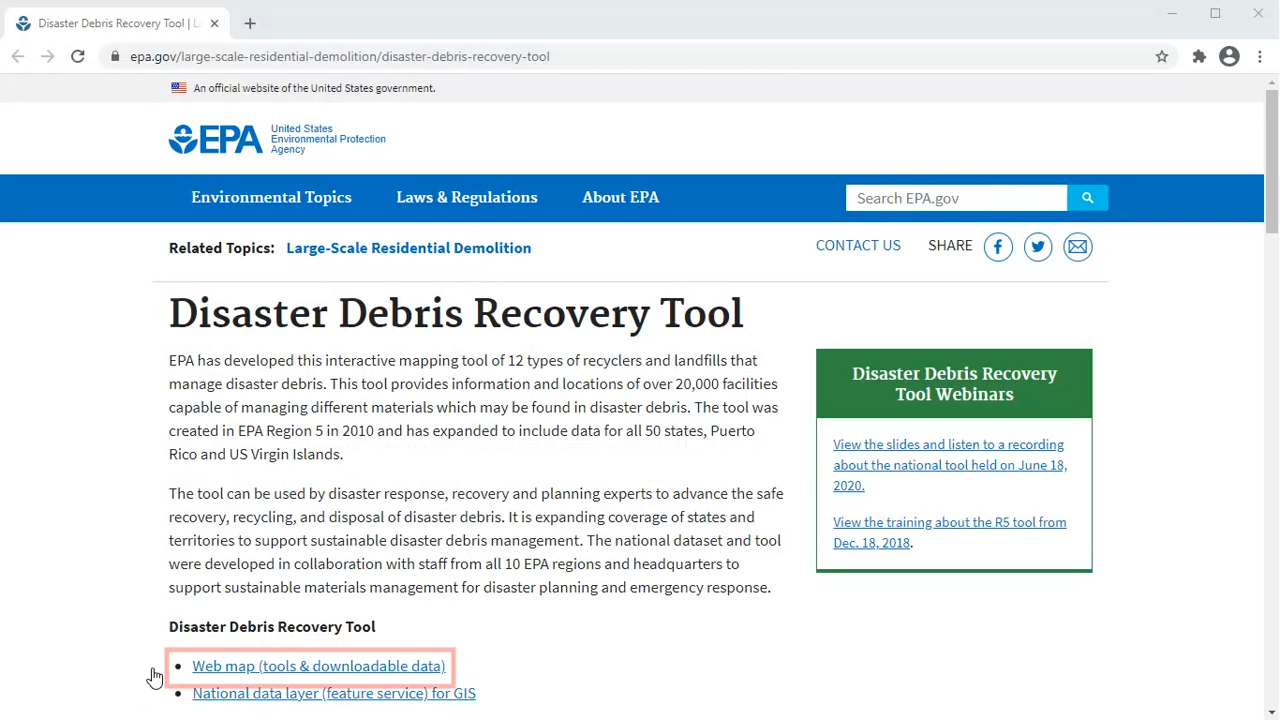 Disaster Debris Recovery Tool | L
epa.gov/large-scale-residential-demolition/disaster-debris-recovery-tool
An official website of the United States government.
EPA
United States
Environmental Protection
Agency
Environmental Topics
Laws & Regulations
About EPA
Search EPA.gov
Related Topics: Large-Scale Residential Demolition
CONTACT US
SHARE
Disaster Debris Recovery Tool
EPA has developed this interactive mapping tool of 12 types of recyclers and landfills that
manage disaster debris. This tool provides information and locations of over 20,000 facilities
capable of managing different materials which may be found in disaster debris. The tool was
created in EPA Region 5 in 2010 and has expanded to include data for all 50 states, Puerto
Rico and US Virgin Islands.
The tool can be used by disaster response, recovery and planning experts to advance the safe
recovery, recycling, and disposal of disaster debris. It is expanding coverage of states and
territories to support sustainable disaster debris management. The national dataset and tool
were developed in collaboration with staff from all 10 EPA regions and headquarters to
support sustainable materials management for disaster planning and emergency response.
Disaster Debris Recovery Tool
Web map (tools & downloadable data)
National data layer (feature service) for GIS
Disaster Debris Recovery
Tool Webinars
View the slides and listen to a recording
about the national tool held on June 18,
2020.
View the training about the R5 tool from
Dec. 18, 2018.